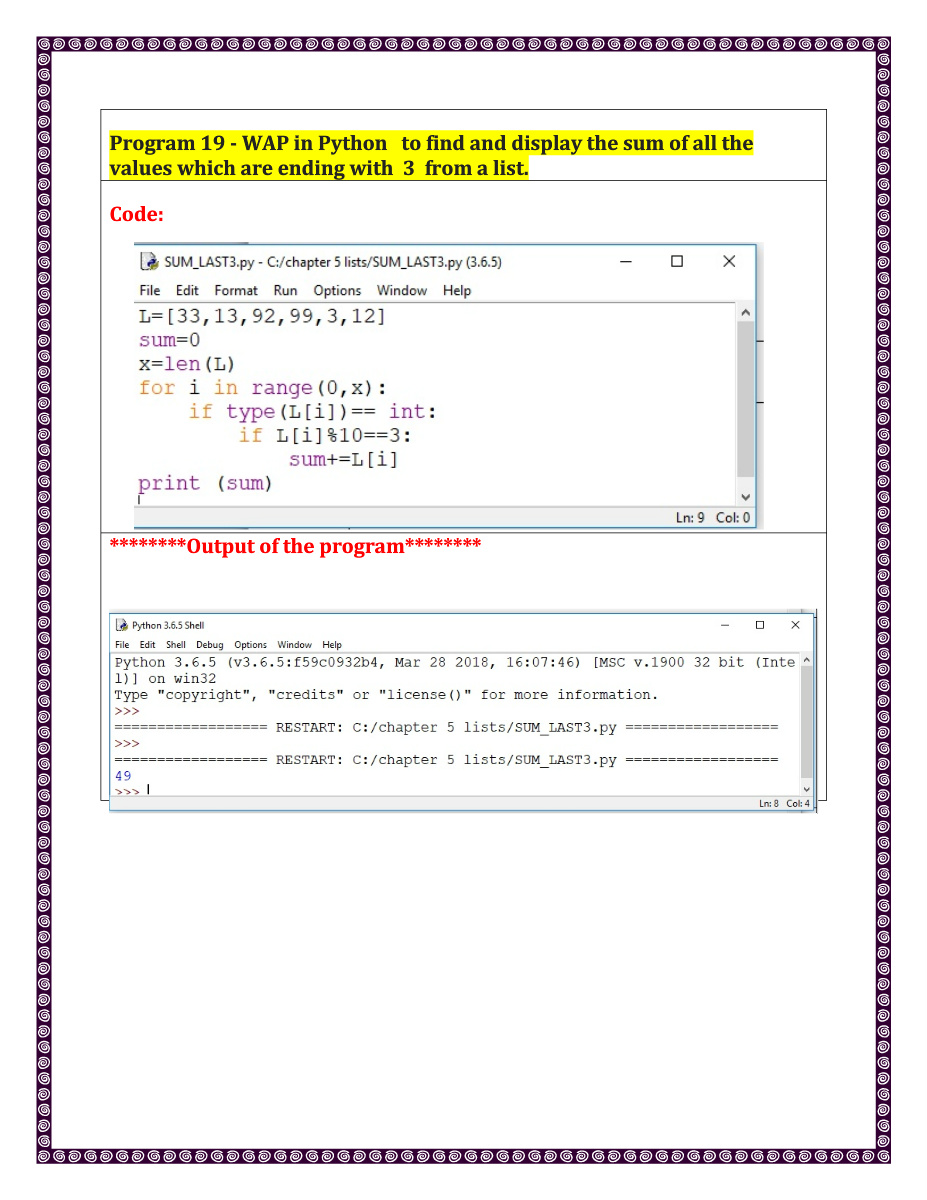 Program 19 - WAP in Python   to find and display the sum of all the
values which are ending with  3  from a list.
Code:
SUM_LAST3.py - C:/chapter 5 lists/SUM_LAST3.py (3.6.5)
File   Edit   Format   Run   Options   Window   Help
L=[33,13,92,99,3,12]
sum=0
x=len(L)
for i in range(0,x):
    if type(L[i])== int:
        if L[i]%10==3:
            sum+=L[i]
print (sum)
Ln: 9   Col: 0
********Output of the program********
Python 3.6.5 Shell
File   Edit   Shell   Debug   Options   Window   Help
Python 3.6.5 (v3.6.5:f59c0932b4, Mar 28 2018, 16:07:46) [MSC v.1900 32 bit (Inte
l)] on win32
Type "copyright", "credits" or "license()" for more information.
>>>
================== RESTART: C:/chapter 5 lists/SUM_LAST3.py ==================
>>>
================== RESTART: C:/chapter 5 lists/SUM_LAST3.py ==================
49
>>>
Ln: 8   Col: 4